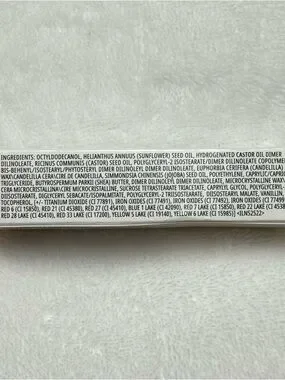 INGREDIENTS: OCTYLDODECANOL, HELIANTHUS ANNUUS (SUNFLOWER) SEED OIL, HYDROGENATED CASTOR OIL DIMER
DILINOLEATE, RICINUS COMMUNIS (CASTOR) SEED OIL, POLYGLYCERYL-2 ISOSTEARATE/DIMER DILINOLEATE COPOLYMER,
BIS-BEHENYL/ISOSTEARYL/PHYTOSTERYL DIMER DILINOLEYL DIMER DILINOLEATE, EUPHORBIA CERIFERA (CANDELILLA)
WAX\CANDELILLA CERA\CIRE DE CANDELILLA, SIMMONDSIA CHINENSIS (JOJOBA) SEED OIL, POLYETHYLENE, CAPRYLIC/CAPRIC
TRIGLYCERIDE, BUTYROSPERMUM PARKII (SHEA) BUTTER, DIMER DILINOLEYL DIMER DILINOLEATE, MICROCRYSTALLINE WAX\
CERA MICROCRISTALLINA\CIRE MICROCRISTALLINE, SUCROSE TETRASTEARATE TRIACETATE, CAPRYLYL GLYCOL, POLYGLYCERYL-2
DIISOSTEARATE, DIGLYCERYL SEBACATE/ISOPALMITATE, POLYGLYCERYL-2 TRIISOSTEARATE, DIISOSTEARYL MALATE, VANILLIN,
TOCOPHEROL, [+/- TITANIUM DIOXIDE (CI 77891), IRON OXIDES (CI 77491), IRON OXIDES (CI 77492), IRON OXIDES (CI 77499),
RED 6 (CI 15850), RED 21 (CI 45380), RED 27 (CI 45410), BLUE 1 LAKE (CI 42090), RED 7 LAKE (CI 15850), RED 22 LAKE (CI 45380),
RED 28 LAKE (CI 45410), RED 33 LAKE (CI 17200), YELLOW 5 LAKE (CI 19140), YELLOW 6 LAKE (CI 15985)] <ILN52522>